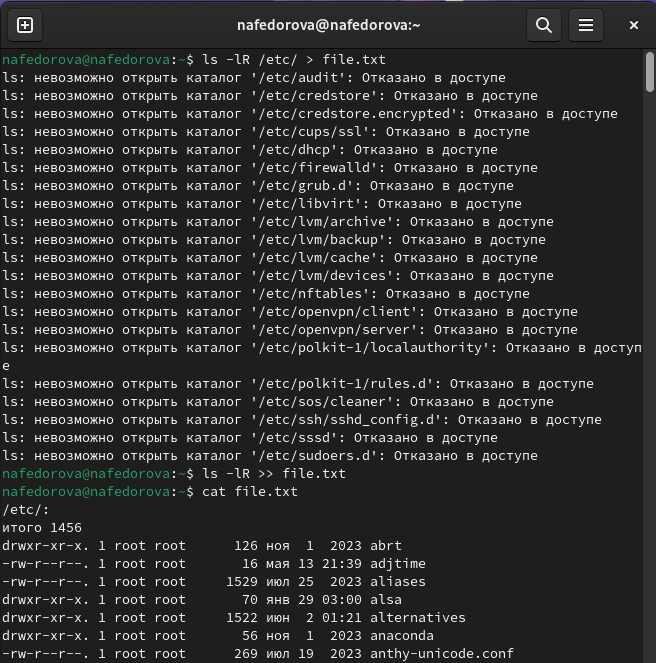 nafedorova@nafedorova:~
nafedorova@nafedorova:~$ ls -lR /etc/ > file.txt
ls: невозможно открыть каталог '/etc/audit': Отказано в доступе
ls: невозможно открыть каталог '/etc/credstore': Отказано в доступе
ls: невозможно открыть каталог '/etc/credstore.encrypted': Отказано в доступе
ls: невозможно открыть каталог '/etc/cups/ssl': Отказано в доступе
ls: невозможно открыть каталог '/etc/dhcp': Отказано в доступе
ls: невозможно открыть каталог '/etc/firewalld': Отказано в доступе
ls: невозможно открыть каталог '/etc/grub.d': Отказано в доступе
ls: невозможно открыть каталог '/etc/libvirt': Отказано в доступе
ls: невозможно открыть каталог '/etc/lvm/archive': Отказано в доступе
ls: невозможно открыть каталог '/etc/lvm/backup': Отказано в доступе
ls: невозможно открыть каталог '/etc/lvm/cache': Отказано в доступе
ls: невозможно открыть каталог '/etc/lvm/devices': Отказано в доступе
ls: невозможно открыть каталог '/etc/nftables': Отказано в доступе
ls: невозможно открыть каталог '/etc/openvpn/client': Отказано в доступе
ls: невозможно открыть каталог '/etc/openvpn/server': Отказано в доступе
ls: невозможно открыть каталог '/etc/polkit-1/localauthority': Отказано в доступ
е
ls: невозможно открыть каталог '/etc/polkit-1/rules.d': Отказано в доступе
ls: невозможно открыть каталог '/etc/sos/cleaner': Отказано в доступе
ls: невозможно открыть каталог '/etc/ssh/sshd_config.d': Отказано в доступе
ls: невозможно открыть каталог '/etc/sssd': Отказано в доступе
ls: невозможно открыть каталог '/etc/sudoers.d': Отказано в доступе
nafedorova@nafedorova:~$ ls -lR >> file.txt
nafedorova@nafedorova:~$ cat file.txt
/etc/:
итого 1456
drwxr-xr-x. 1 root root      126 ноя  1  2023 abrt
-rw-r--r--. 1 root root       16 мая 13 21:39 adjtime
-rw-r--r--. 1 root root     1529 июл 25  2023 aliases
drwxr-xr-x. 1 root root       70 янв 29 03:00 alsa
drwxr-xr-x. 1 root root     1522 июн  2 01:21 alternatives
drwxr-xr-x. 1 root root       56 ноя  1  2023 anaconda
-rw-r--r--. 1 root root      269 июл 19  2023 anthy-unicode.conf